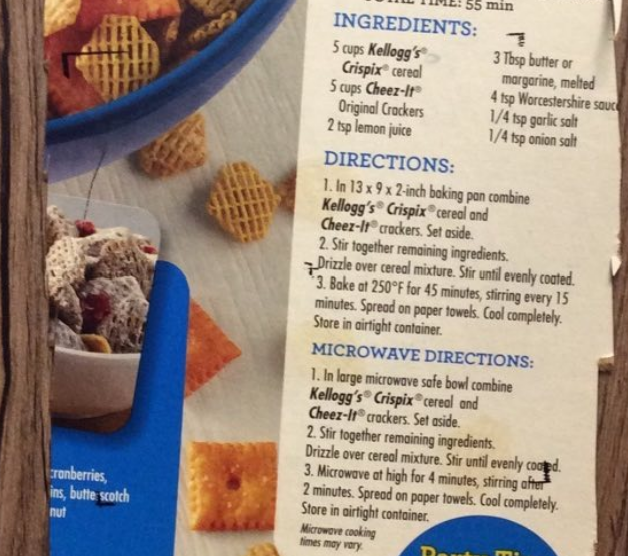 TOTAL TIME: 55 min
INGREDIENTS:
5 cups Kellogg's®
Crispix® cereal
5 cups Cheez-It®
Original Crackers
2 tsp lemon juice
3 Tbsp butter or
margarine, melted
4 tsp Worcestershire sauce
1/4 tsp garlic salt
1/4 tsp onion salt
DIRECTIONS:
1. In 13 x 9 x 2-inch baking pan combine
Kellogg's® Crispix® cereal and
Cheez-It® crackers. Set aside.
2. Stir together remaining ingredients.
Drizzle over cereal mixture. Stir until evenly coated.
3. Bake at 250°F for 45 minutes, stirring every 15
minutes. Spread on paper towels. Cool completely.
Store in airtight container.
MICROWAVE DIRECTIONS:
1. In large microwave safe bowl combine
Kellogg's® Crispix® cereal and
Cheez-It® crackers. Set aside.
2. Stir together remaining ingredients.
Drizzle over cereal mixture. Stir until evenly coated.
3. Microwave at high for 4 minutes, stirring after
2 minutes. Spread on paper towels. Cool completely.
Store in airtight container.
Microwave cooking
times may vary.
cranberries,
ins, butterscotch
nut